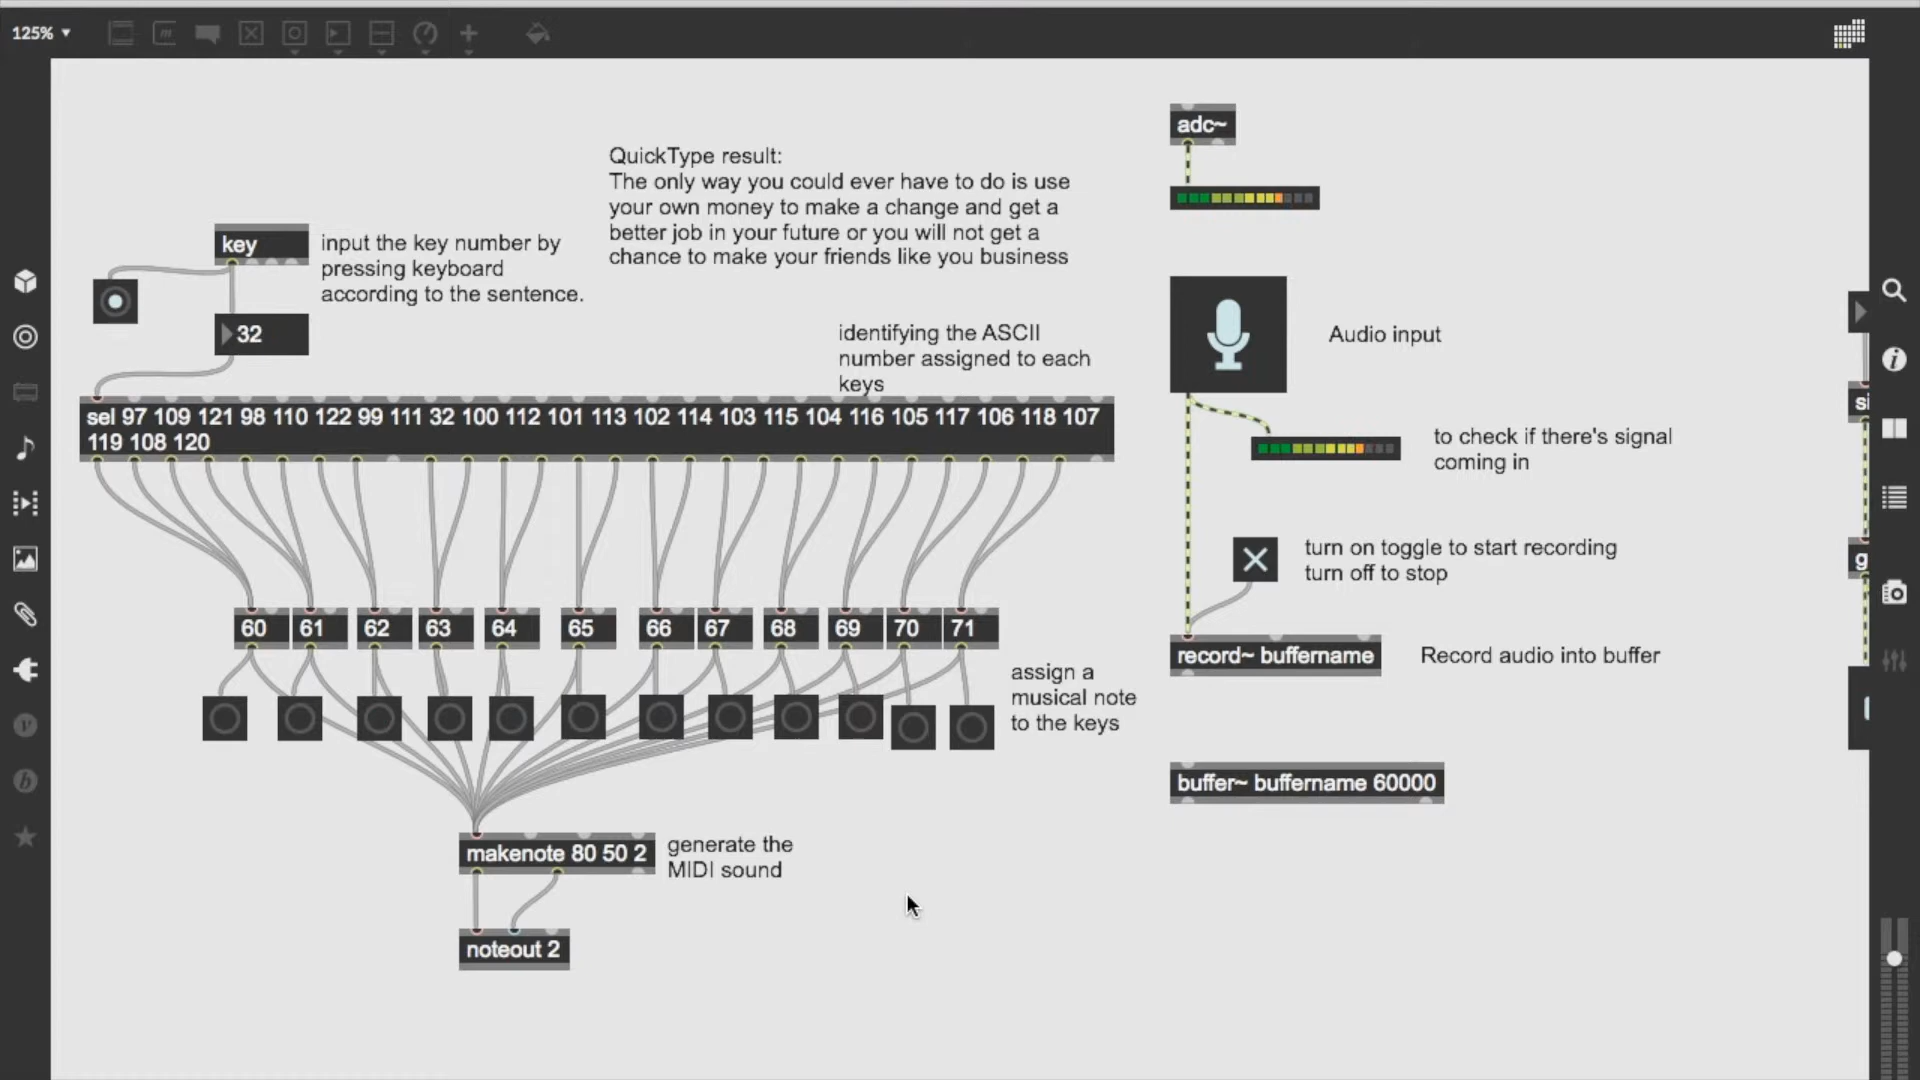 125%
adc~
QuickType result:
The only way you could ever have to do is use
your own money to make a change and get a
better job in your future or you will not get a
chance to make your friends like you business
key
input the key number by
pressing keyboard
according to the sentence.
32
identifying the ASCII
number assigned to each
keys
Audio input
sel 97 109 121 98 110 122 99 111 32 100 112 101 113 102 114 103 115 104 116 105 117 106 118 107
119 108 120
to check if there's signal
coming in
turn on toggle to start recording
turn off to stop
60 61 62 63 64 65 66 67 68 69 70 71
record~ buffername
Record audio into buffer
assign a
musical note
to the keys
buffer~ buffername 60000
makenote 80 50 2
generate the
MIDI sound
noteout 2